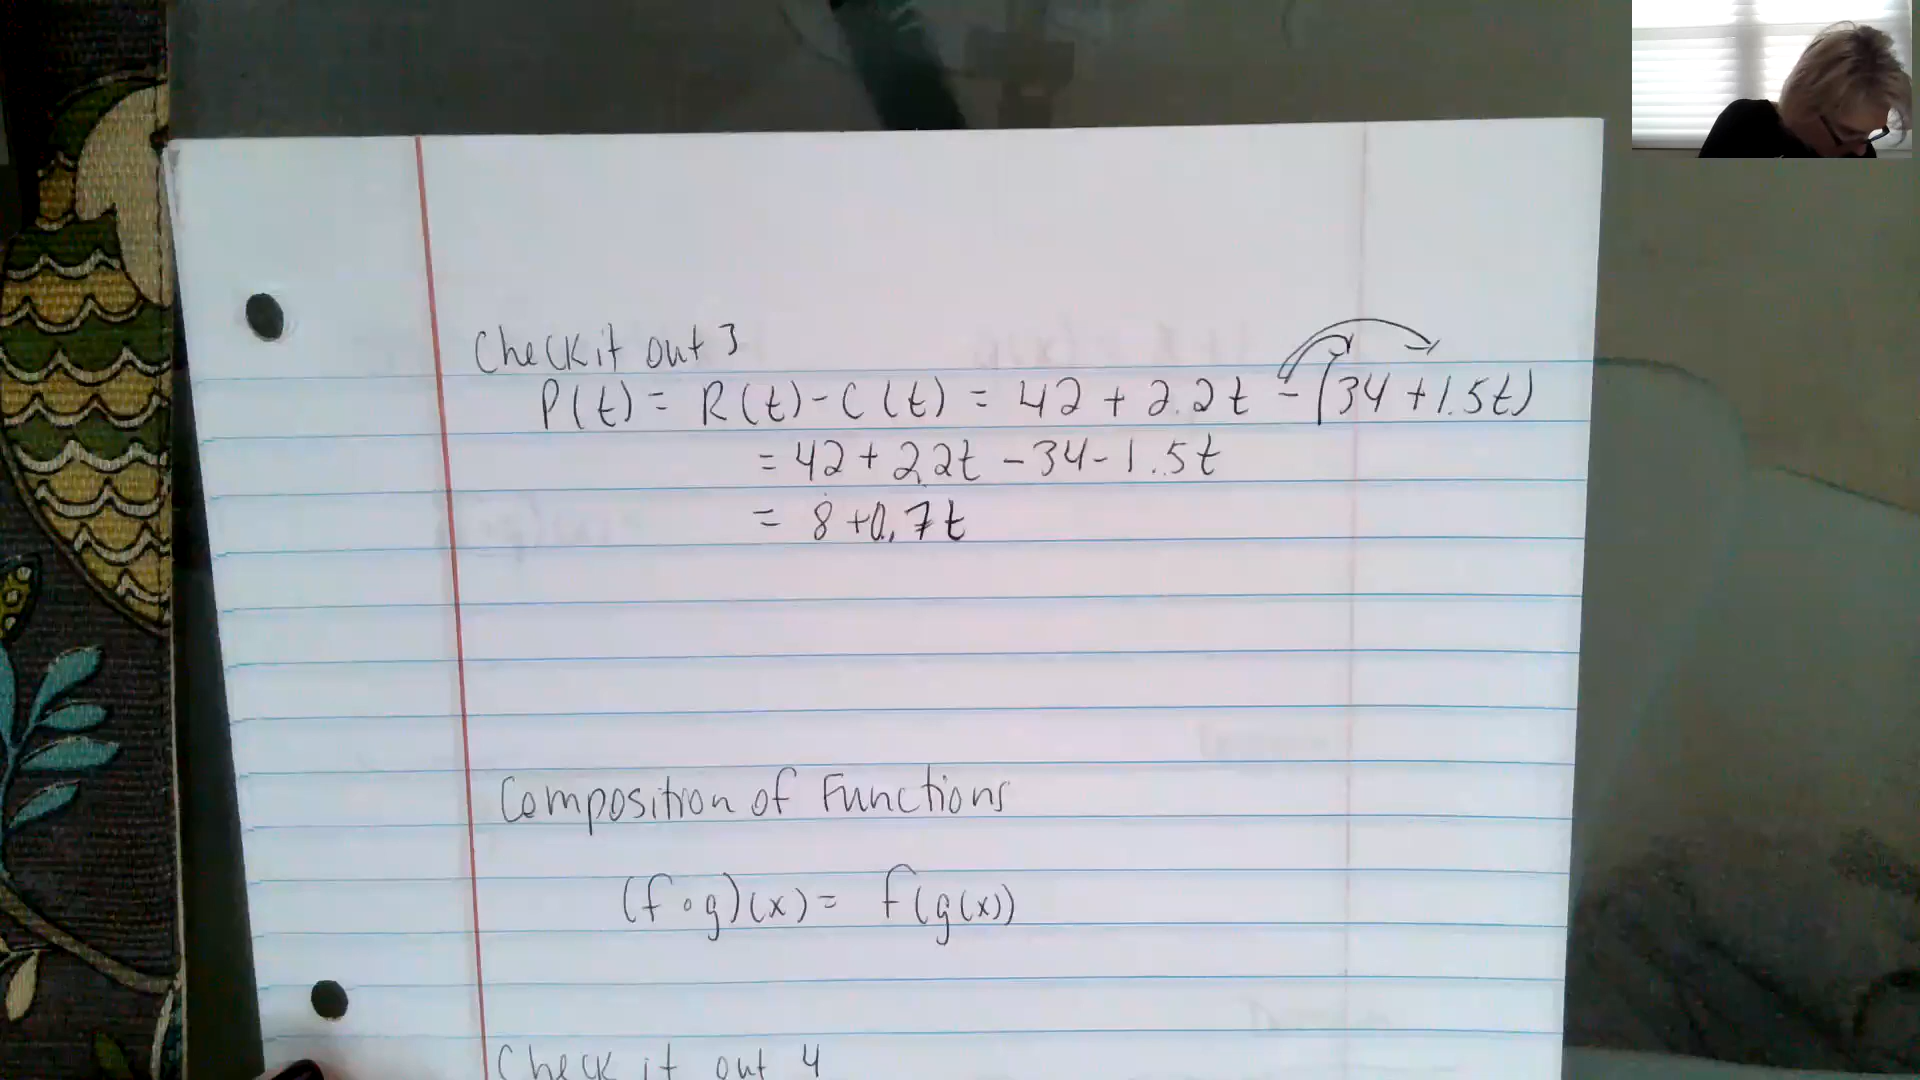 Check it out 3
P(t) = R(t) - C(t) = 42 + 2.2t - (34 + 1.5t)
= 42 + 2.2t - 34 - 1.5t
= 8 + 0.7t
Composition of Functions
(f∘g)(x) = f(g(x))
Check it out 4